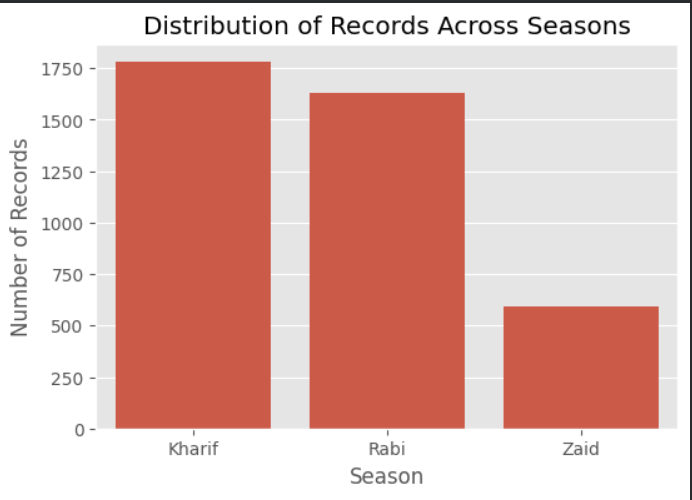 Distribution of Records Across Seasons
1750
1500
1250
1000
750
500
250
0
Number of Records
Kharif Rabi Zaid
Season